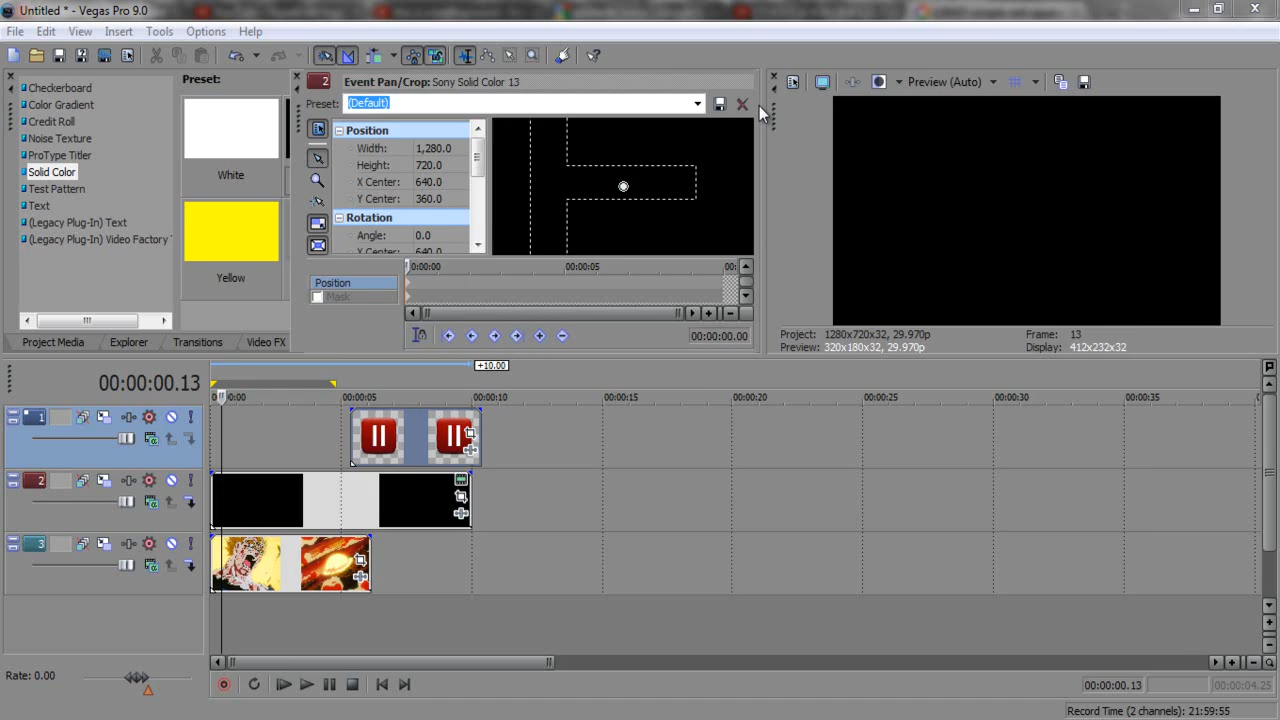 Untitled * - Vegas Pro 9.0
File Edit View Insert Tools Options Help
Checkerboard
Color Gradient
Credit Roll
Noise Texture
ProType Titler
Solid Color
Test Pattern
Text
(Legacy Plug-In) Text
(Legacy Plug-In) Video Factory
Preset:
White
Yellow
Project Media Explorer Transitions Video FX
2 Event Pan/Crop: Sony Solid Color 13
Preset: (Default)
Position
Width: 1,280.0
Height: 720.0
X Center: 640.0
Y Center: 360.0
Rotation
Angle: 0.0
X Center: 640.0
0:00:00 00:00:05 00:
Position
Mask
00:00:00.00
Preview (Auto)
Project: 1280x720x32, 29.970p Frame: 13
Preview: 320x180x32, 29.970p Display: 412x232x32
+10.00
00:00:00.13
0:00:00 00:00:05 00:00:10 00:00:15 00:00:20 00:00:25 00:00:30 00:00:35
1
2
3
Rate: 0.00
00:00:00.13 00:00:04.25
Record Time (2 channels): 21:59:55